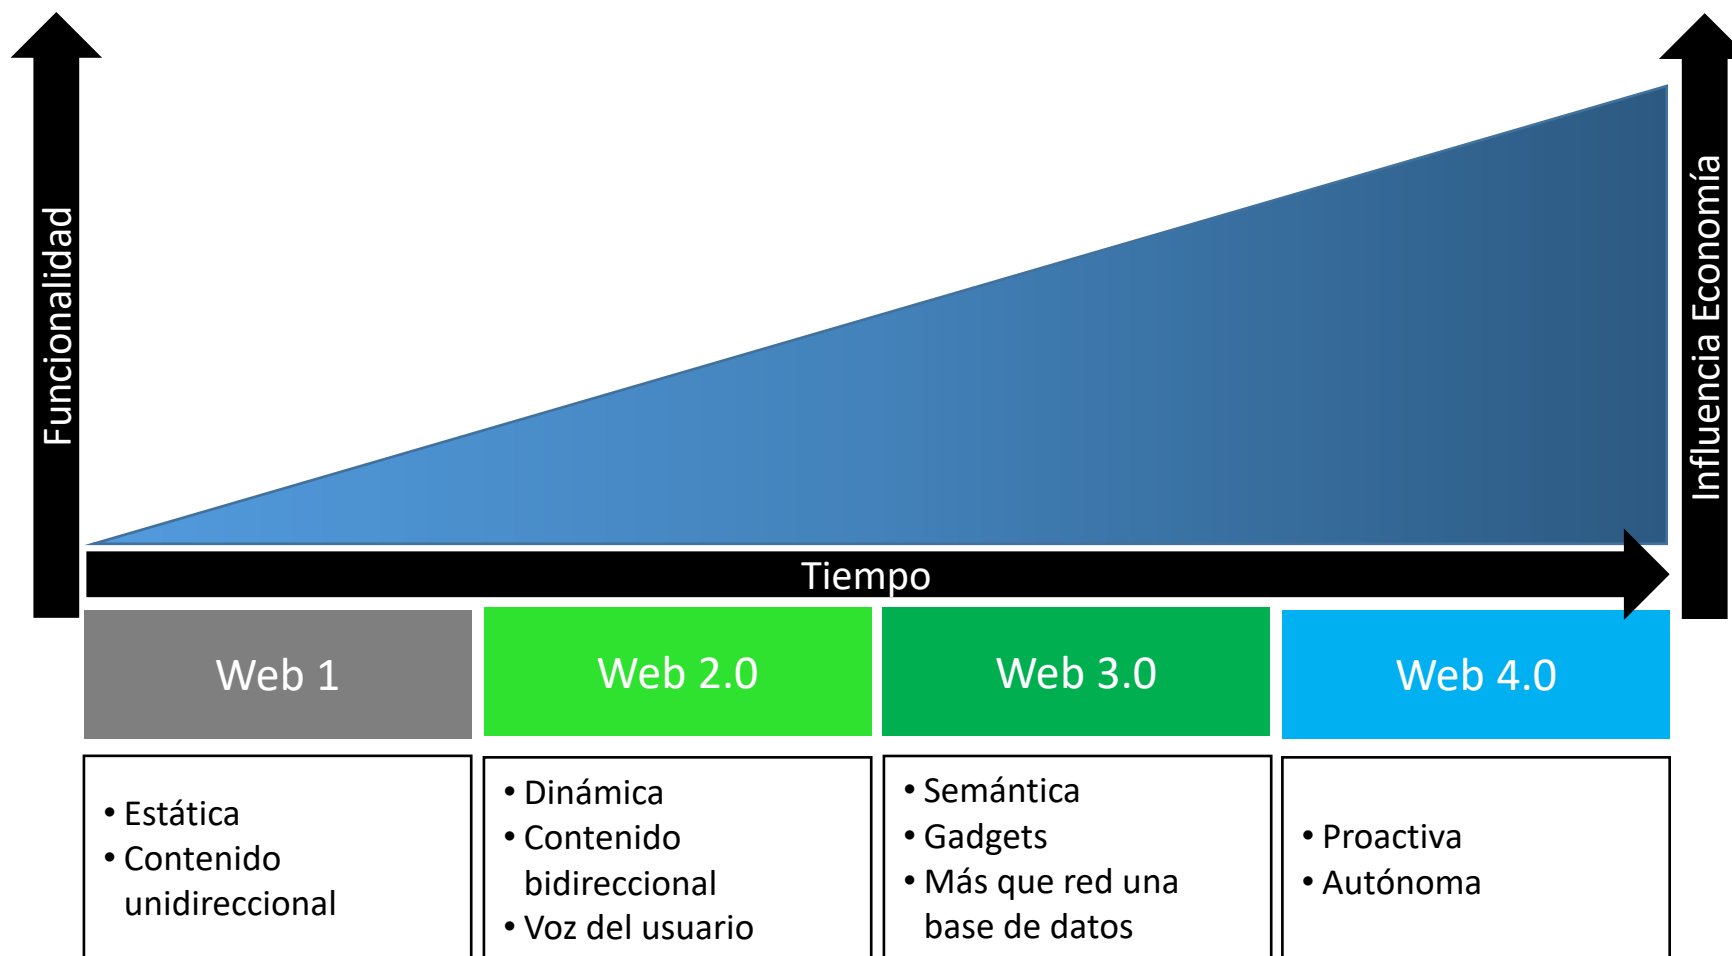 Funcionalidad
Influencia Economía
Tiempo
Web 1
Web 2.0
Web 3.0
Web 4.0
• Estática
• Contenido
unidireccional
• Dinámica
• Contenido
bidireccional
• Voz del usuario
• Semántica
• Gadgets
• Más que red una
base de datos
• Proactiva
• Autónoma